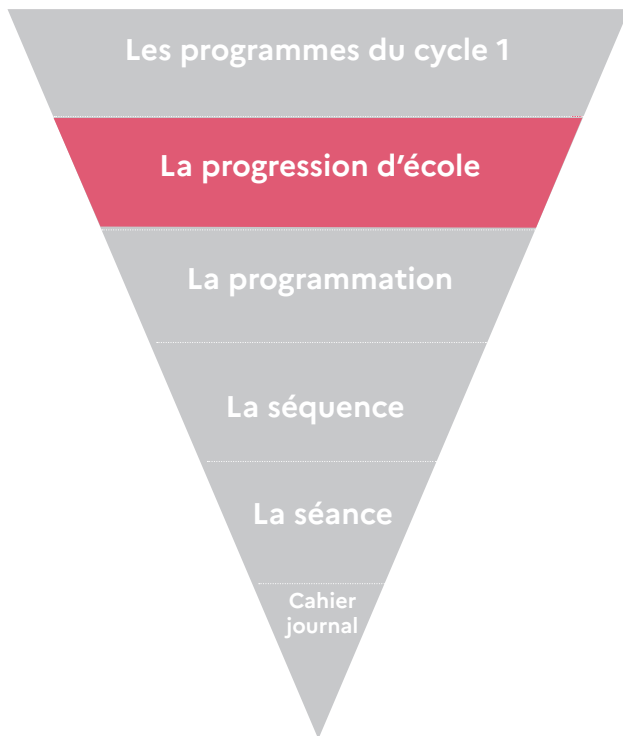 Les programmes du cycle 1
La progression d’école
La programmation
La séquence
La séance
Cahier
journal